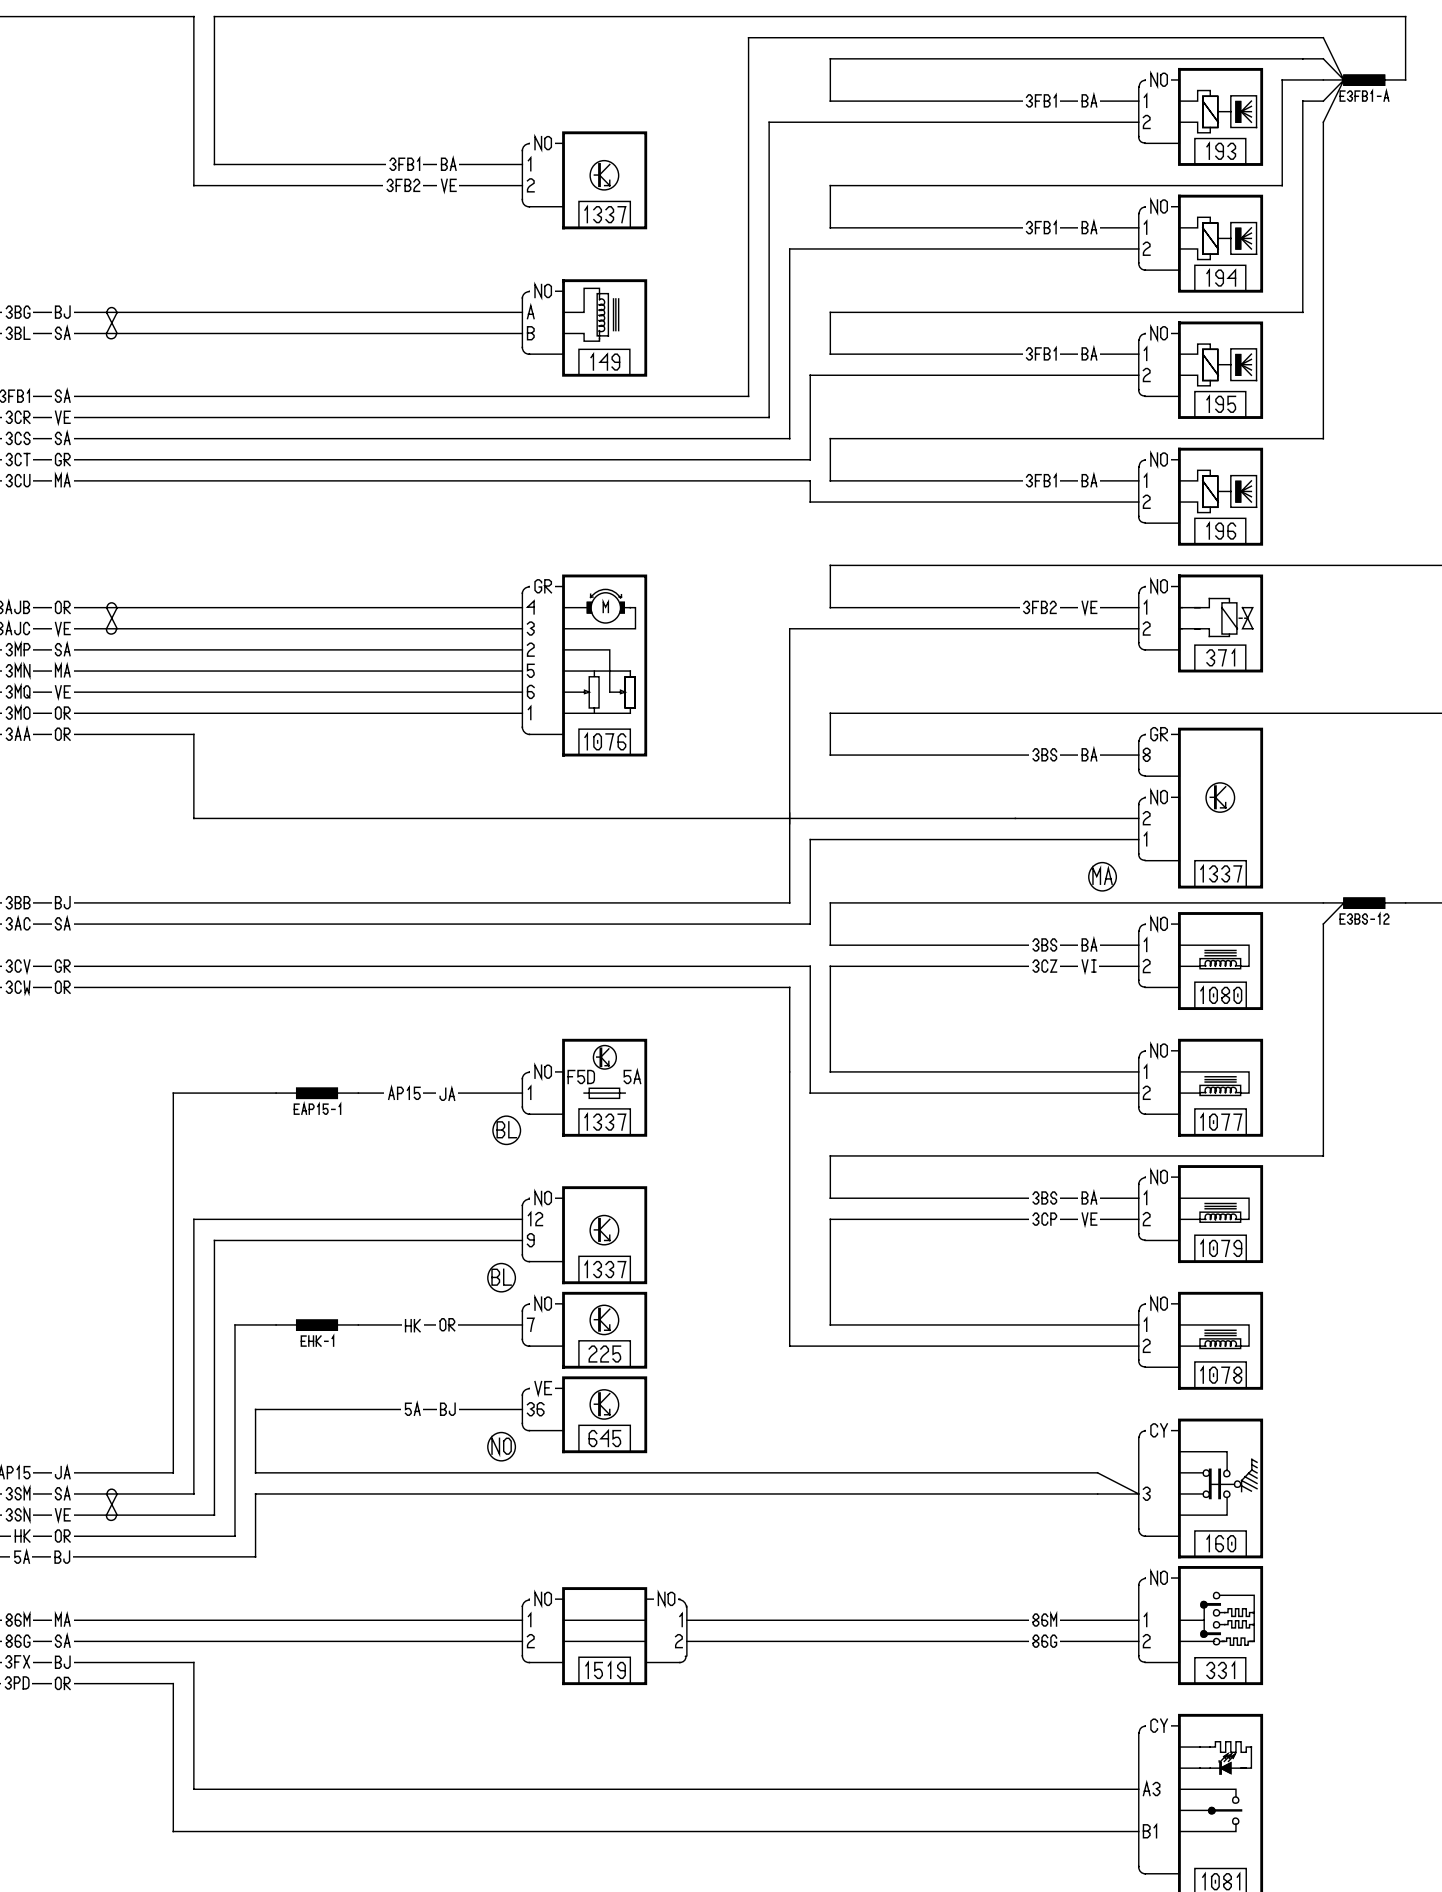 NO
3FB1 BA 1
2
193
E3FB1-A
NO
3FB1 BA 1
3FB2 VE 2
1337
NO
3FB1 BA 1
2
194
NO
3BG BJ A
3BL SA B
149
NO
3FB1 BA 1
2
195
3FB1 SA
3CR VE
3CS SA
3CT GR
3CU MA
NO
3FB1 BA 1
2
196
GR
3AJB OR 4
3AJC VE 3
3MP SA 2
3MN MA 5
3MQ VE 6
3MO OR 1
3AA OR
M
1076
NO
3FB2 VE 1
2
371
GR
3BS BA 8
NO
2
1
1337
MA
3BB BJ
3AC SA
E3BS-12
NO
3BS BA 1
3CZ VI 2
1080
3CV GR
3CW OR
NO
AP15 JA 1
EAP15-1
F5D 5A
1337
BL
NO
1
2
1077
NO
12
9
1337
BL
NO
3BS BA 1
3CP VE 2
1079
NO
HK OR 7
EHK-1
225
NO
1
2
1078
VE
5A BJ 36
645
NO
CY
3
160
AP15 JA
3SM SA
3SN VE
HK OR
5A BJ
NO
86M MA 1
86G SA 2
1519
NO
1
2
NO
86M 1
86G 2
331
3FX BJ
3PD OR
CY
A3
B1
1081